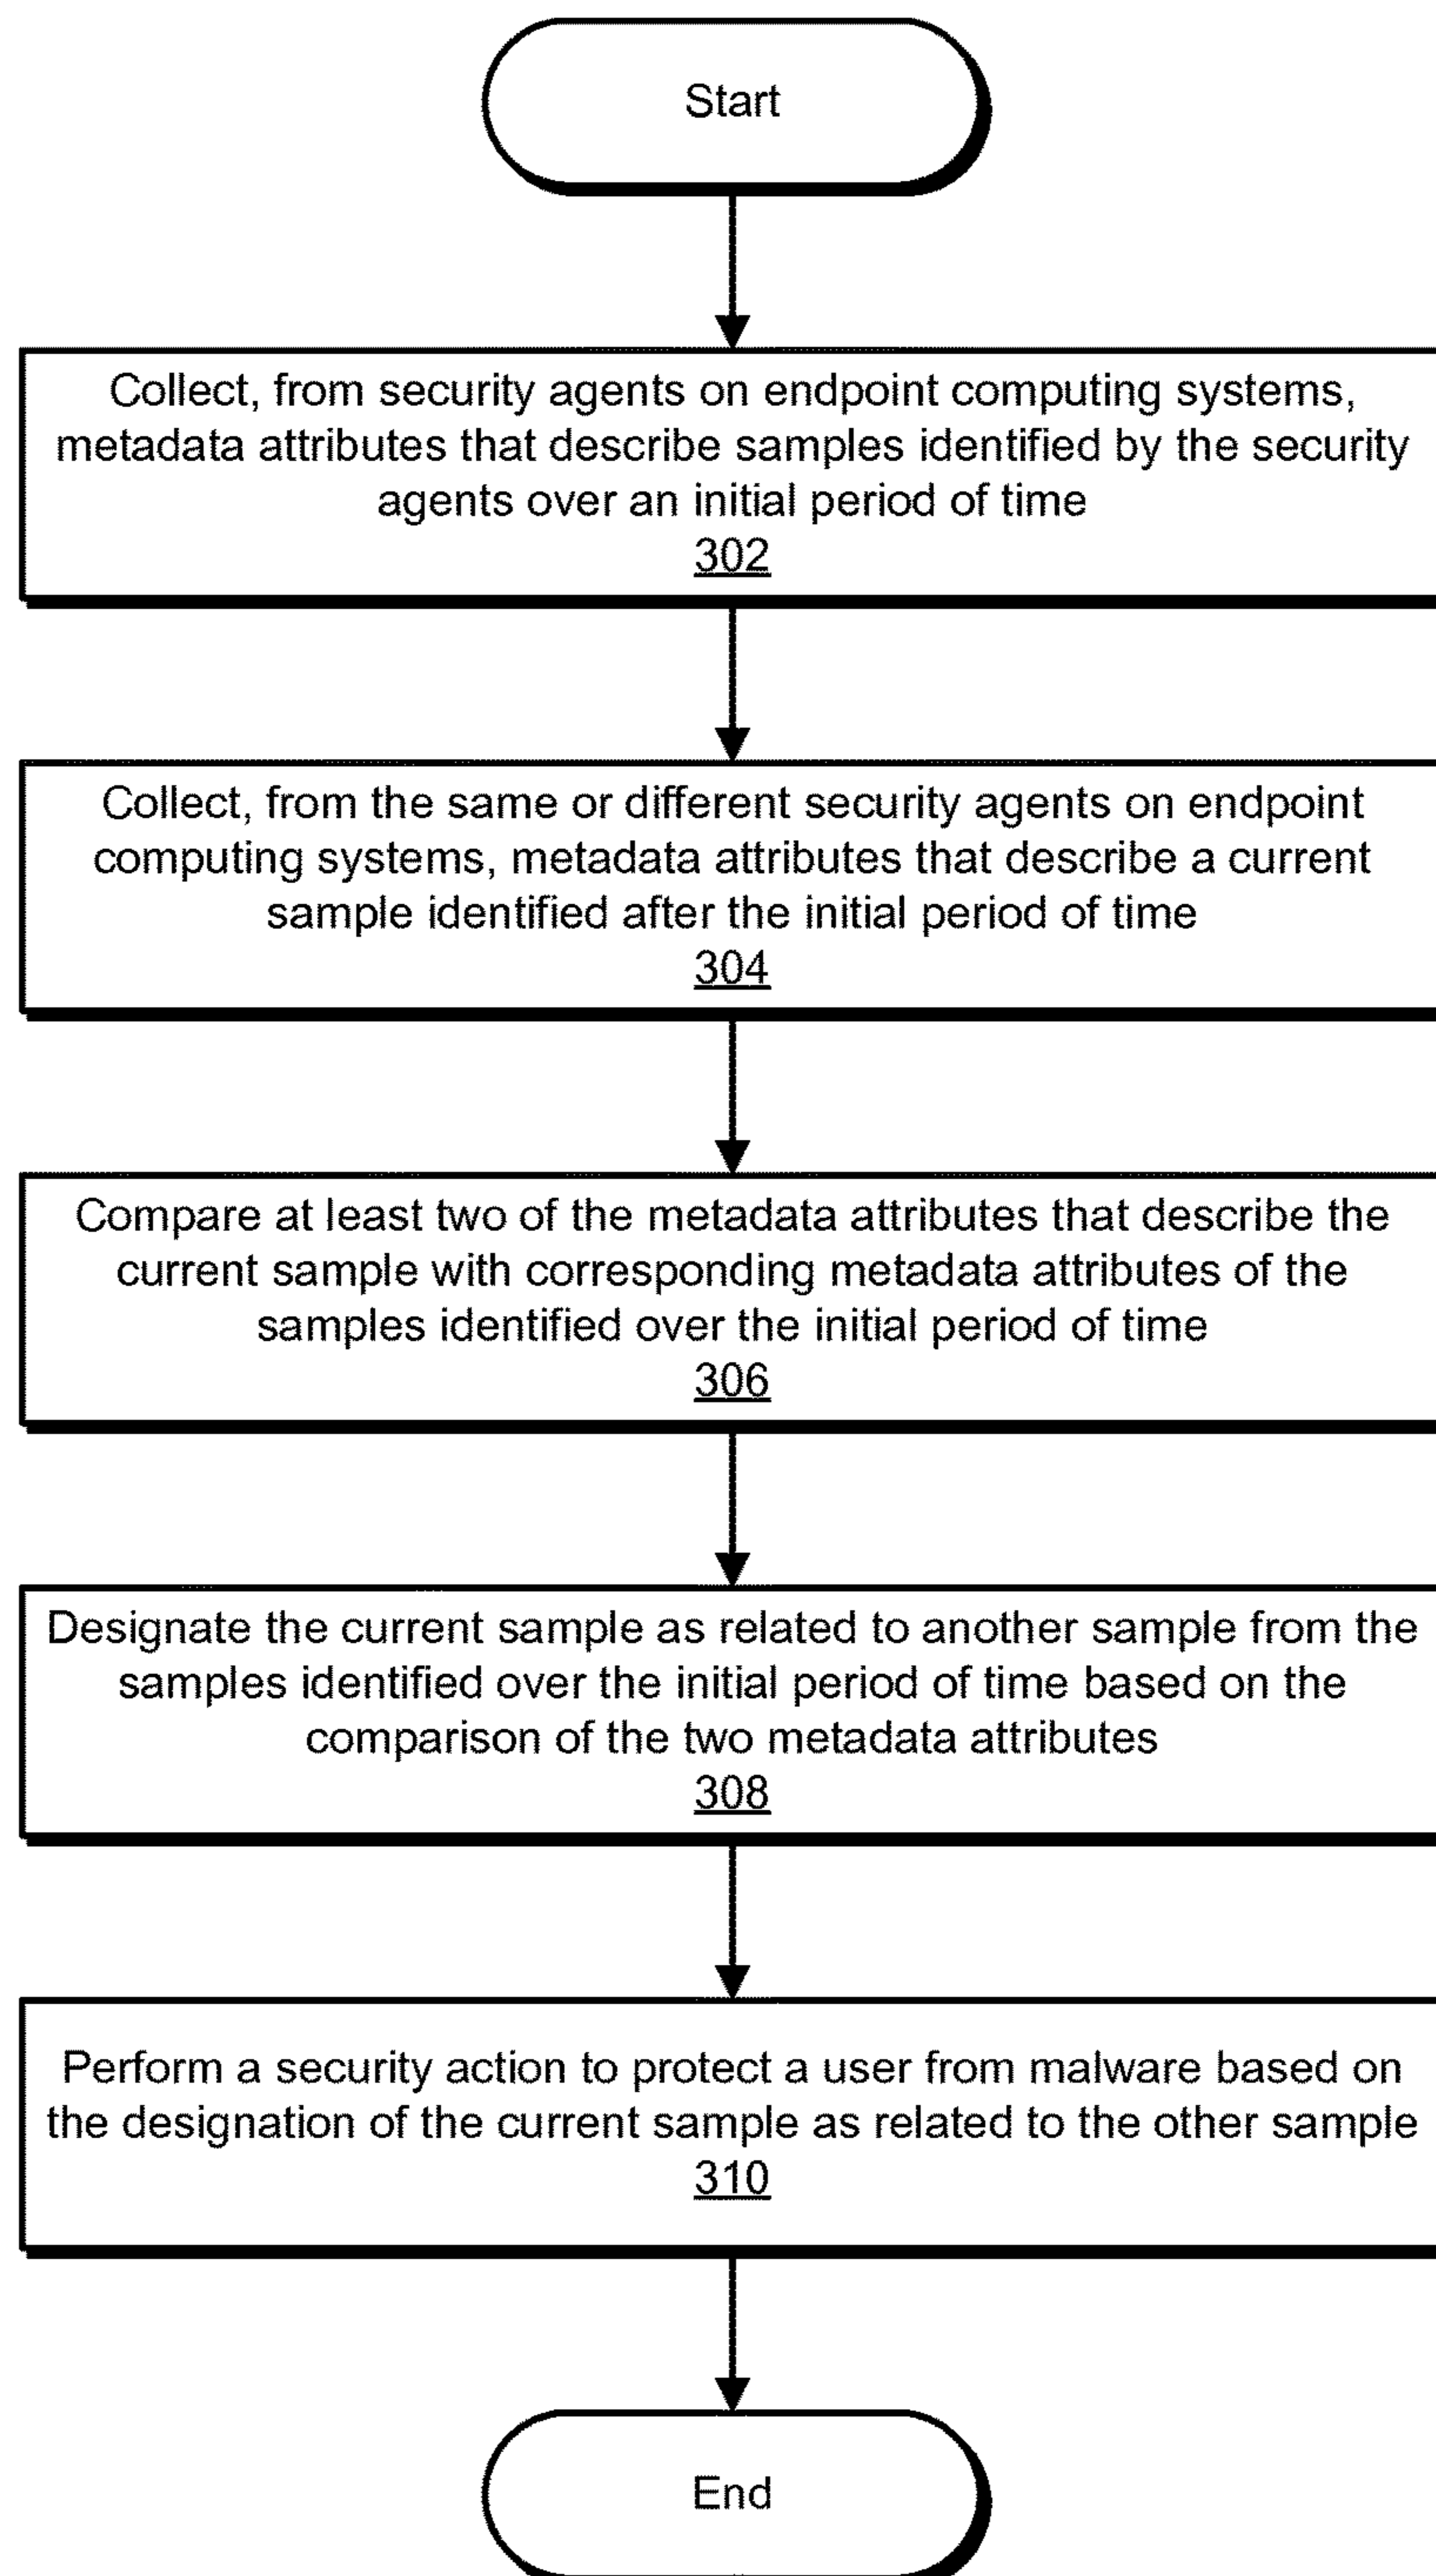 Start
Collect, from security agents on endpoint computing systems,
metadata attributes that describe samples identified by the security
agents over an initial period of time
302
Collect, from the same or different security agents on endpoint
computing systems, metadata attributes that describe a current
sample identified after the initial period of time
304
Compare at least two of the metadata attributes that describe the
current sample with corresponding metadata attributes of the
samples identified over the initial period of time
306
Designate the current sample as related to another sample from the
samples identified over the initial period of time based on the
comparison of the two metadata attributes
308
Perform a security action to protect a user from malware based on
the designation of the current sample as related to the other sample
310
End